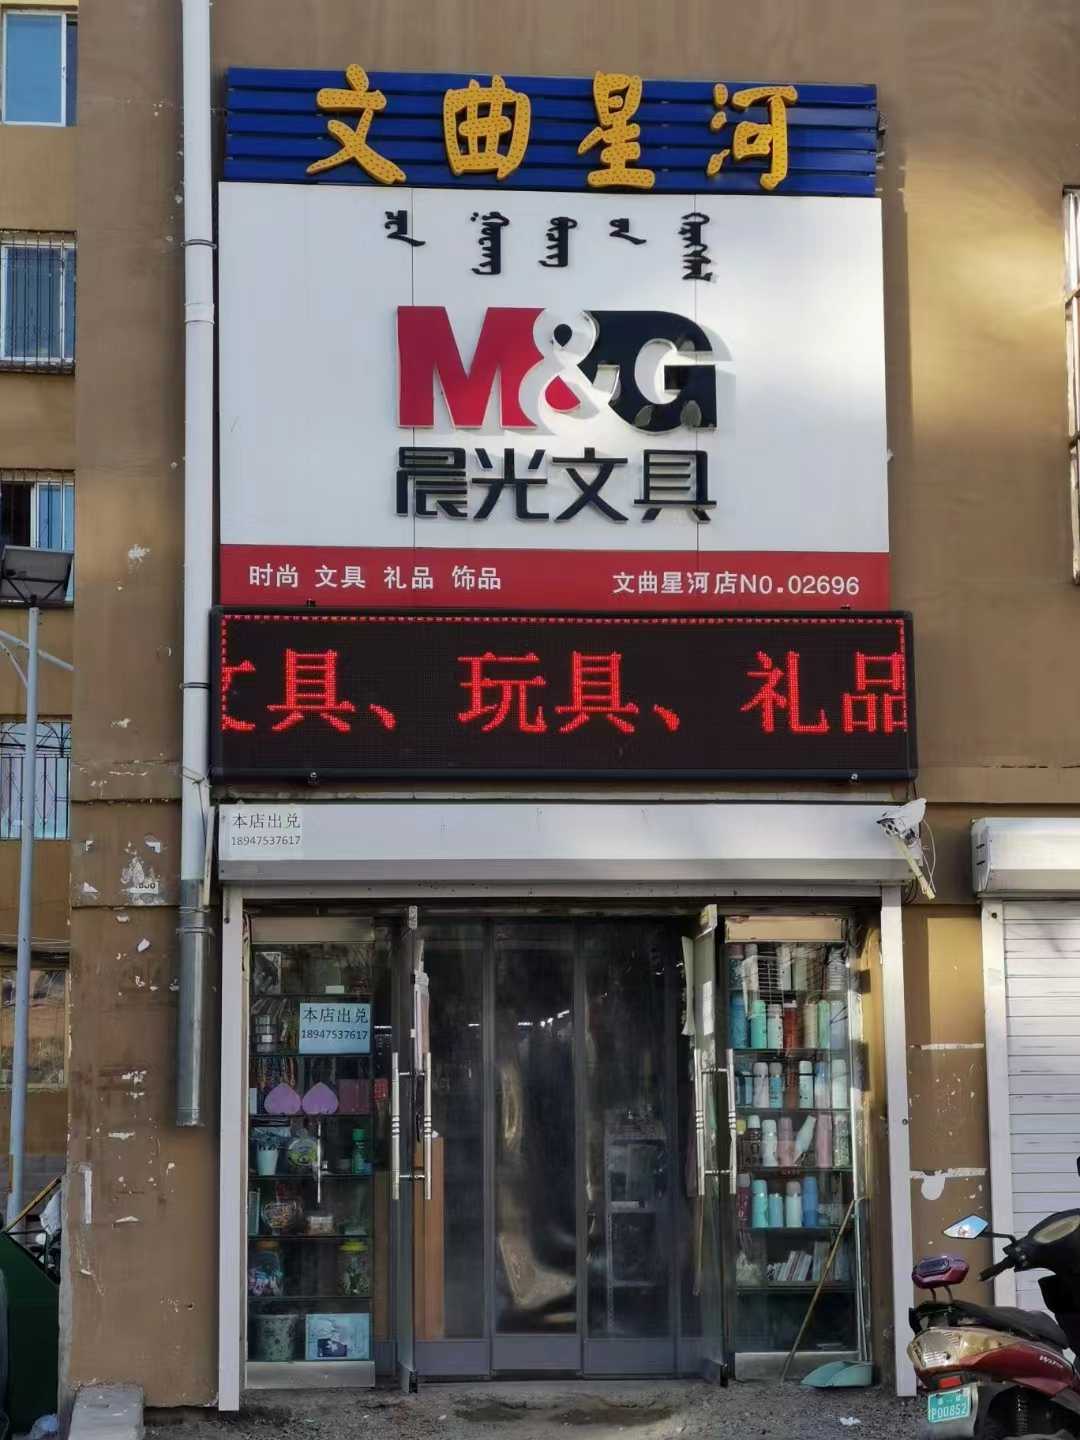 文曲星河
M&G
晨光文具
时尚 文具 礼品 饰品
文曲星河店NO.02696
文具、玩具、礼品
本店出兑
18947537617
本店出兑
18947537617
P00852